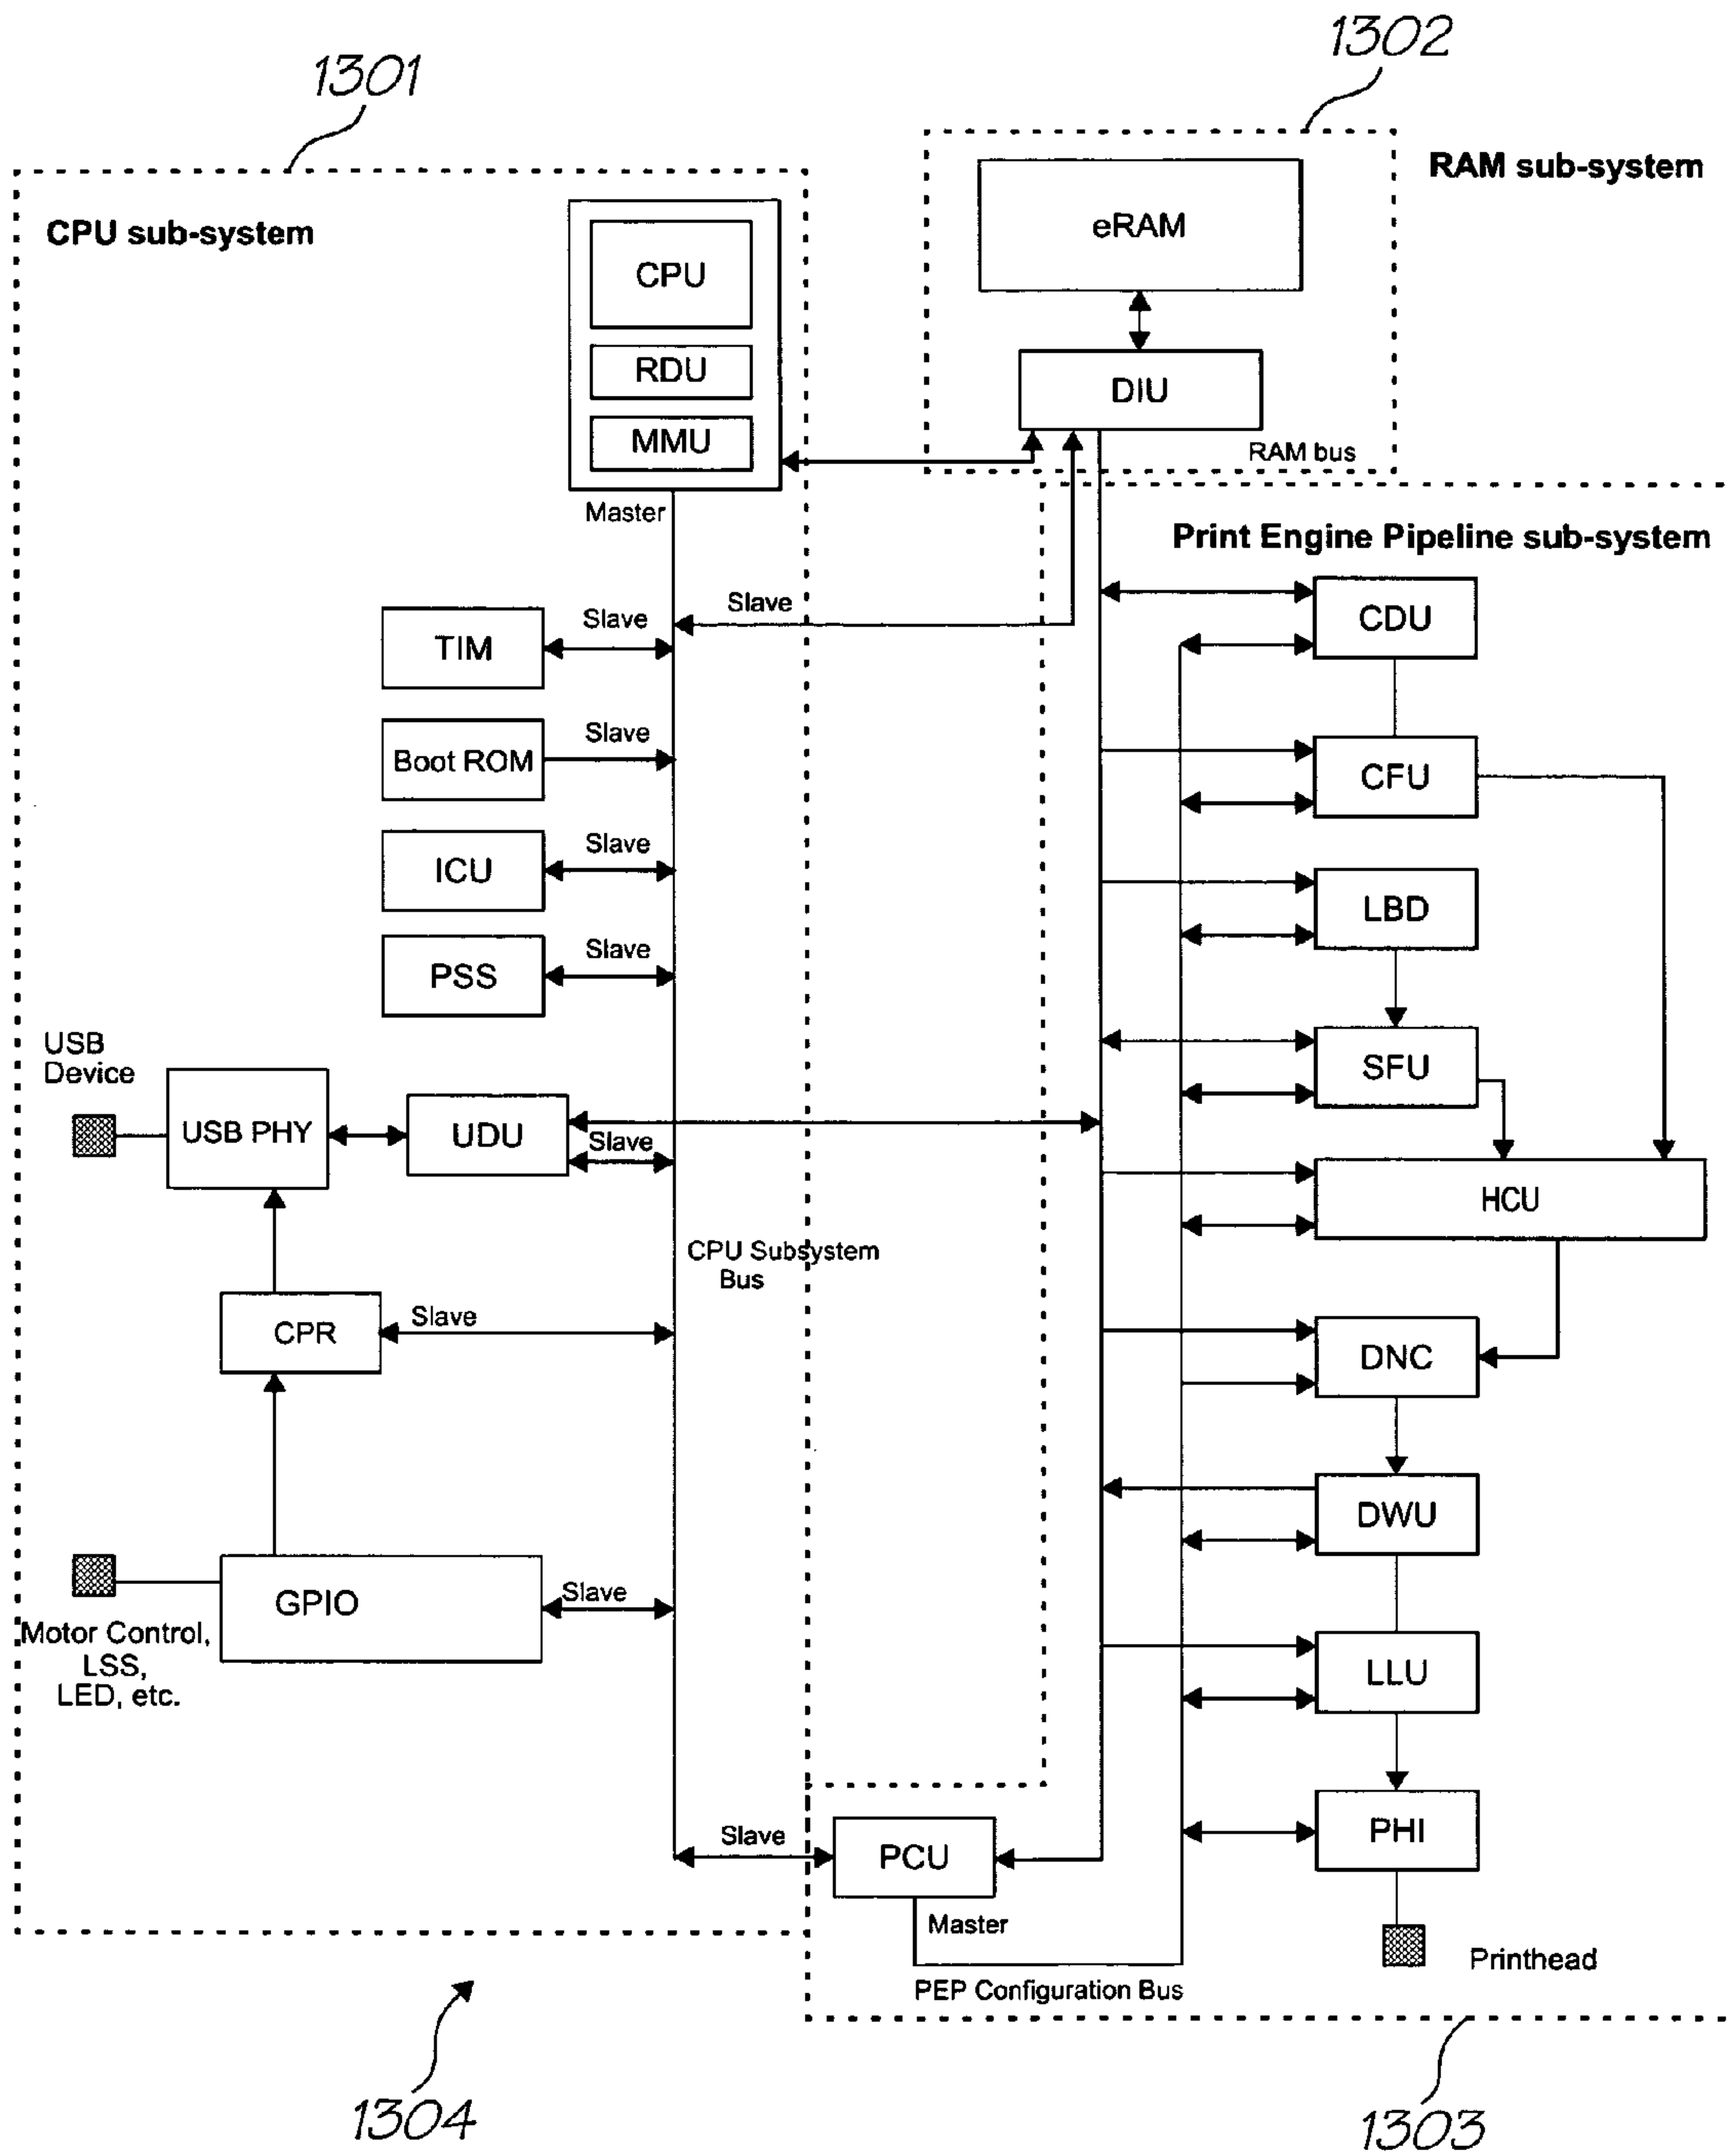 1301
1302
CPU sub-system
RAM sub-system
CPU
RDU
MMU
Master
eRAM
DIU
RAM bus
Print Engine Pipeline sub-system
Slave
TIM
Slave
Boot ROM
Slave
ICU
Slave
PSS
Slave
USB
Device
USB PHY
UDU
Slave
CPU Subsystem
Bus
CPR
Slave
GPIO
Slave
Motor Control,
LSS,
LED, etc.
CDU
CFU
LBD
SFU
HCU
DNC
DWU
LLU
PHI
Printhead
Slave
PCU
Master
PEP Configuration Bus
1304
1303